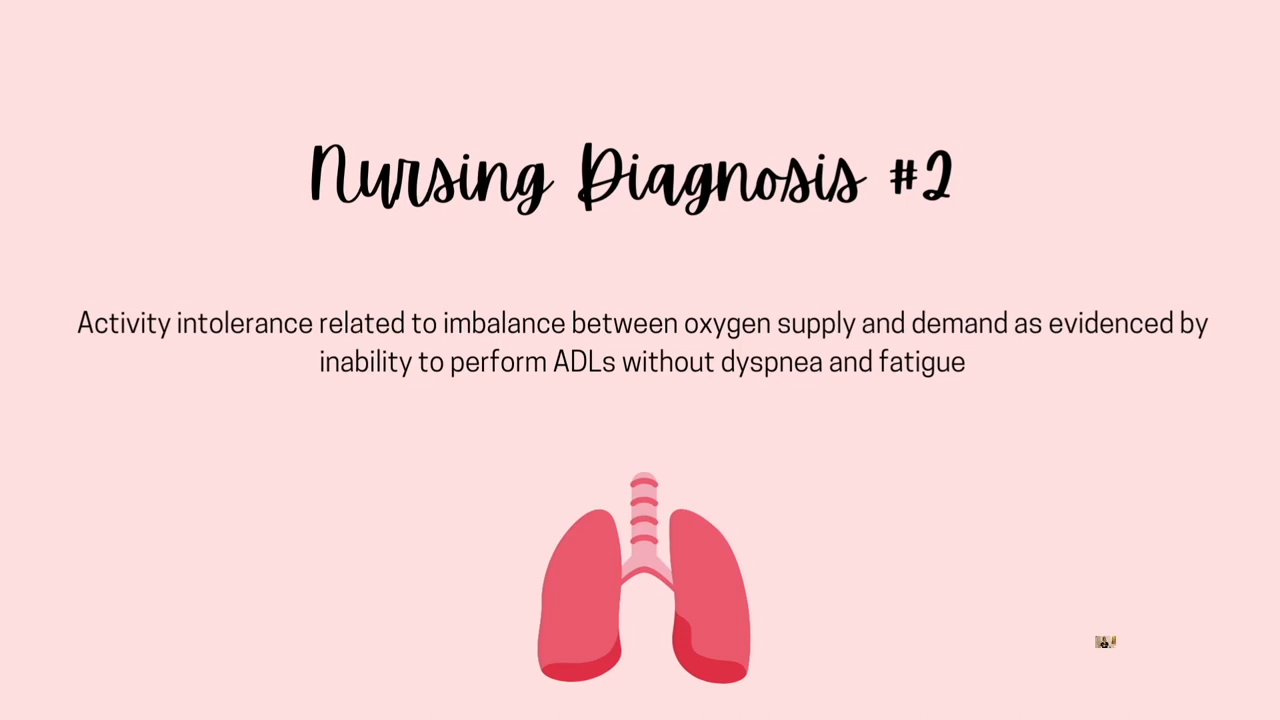 Nursing Diagnosis #2
Activity intolerance related to imbalance between oxygen supply and demand as evidenced by
inability to perform ADLs without dyspnea and fatigue